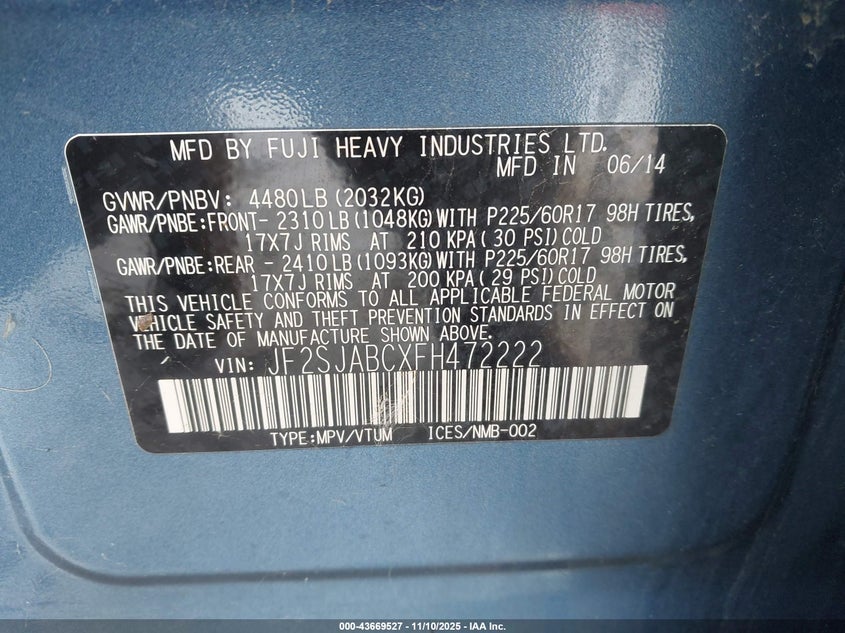 MFD BY FUJI HEAVY INDUSTRIES LTD.
MFD IN 06/14
GVWR/PNBV: 4480LB (2032KG)
GAWR/PNBE:FRONT- 2310LB (1048KG) WITH P225/60R17 98H TIRES,
17X7J RIMS AT 210 KPA( 30 PSI) COLD
GAWR/PNBE:REAR - 2410LB (1093KG) WITH P225/60R17 98H TIRES,
17X7J RIMS AT 200 KPA( 29 PSI) COLD
THIS VEHICLE CONFORMS TO ALL APPLICABLE FEDERAL MOTOR
VEHICLE SAFETY AND THEFT PREVENTION STANDARDS IN EFFECT ON
THE DATE OF MANUFACTURE SHOWN ABOVE.
VIN: JF2SJABCXFH472222
TYPE:MPV/VTUM ICES/NMB-002
000-43669527 - 11/10/2025 - IAA Inc.